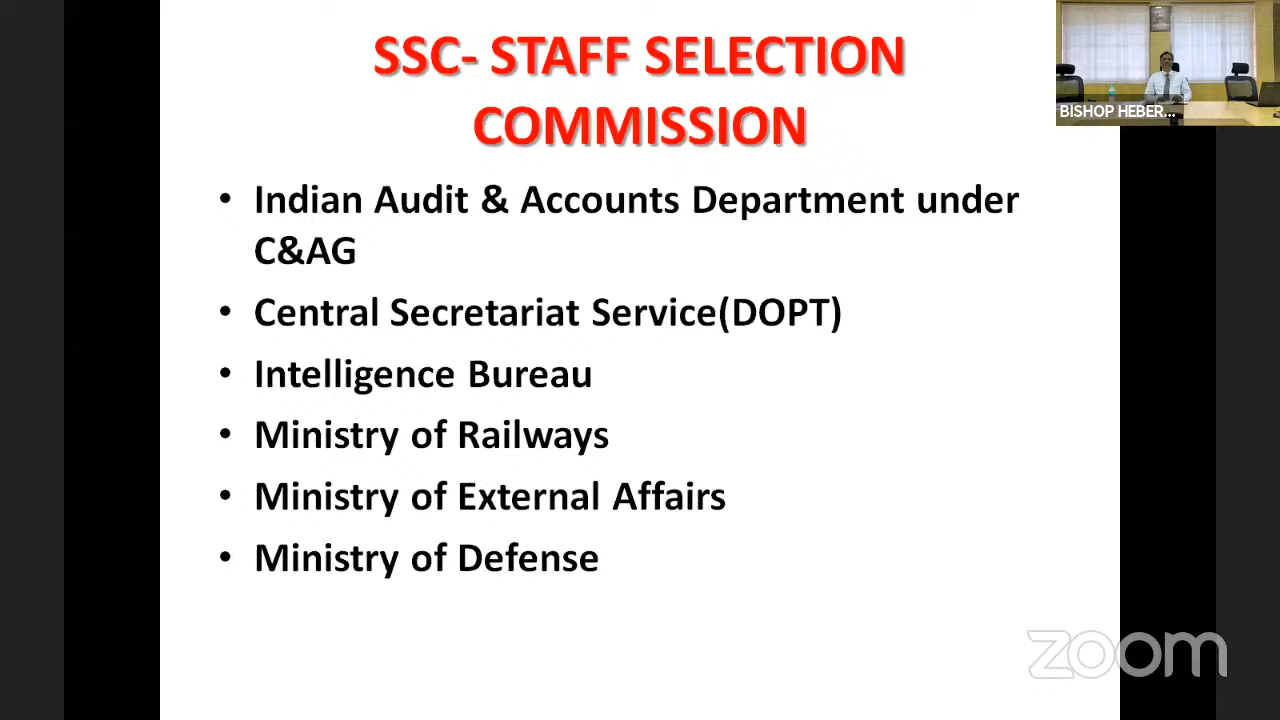 SSC- STAFF SELECTION
COMMISSION
• Indian Audit & Accounts Department under
C&AG
• Central Secretariat Service(DOPT)
• Intelligence Bureau
• Ministry of Railways
• Ministry of External Affairs
• Ministry of Defense
BISHOP HEBER...
zoom